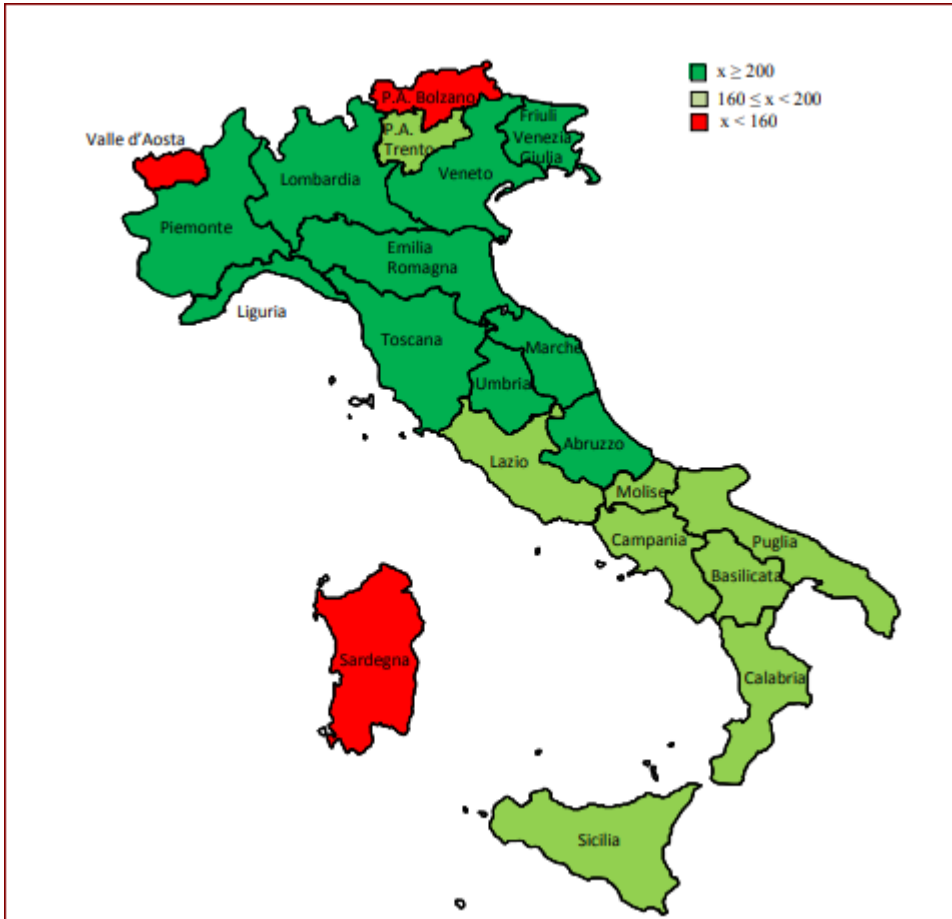 x ≥ 200
160 ≤ x < 200
x < 160
P.A. Bolzano
Friuli
Venezia
Giulia
P.A.
Trento
Valle d’Aosta
Lombardia
Veneto
Piemonte
Emilia
Romagna
Liguria
Toscana
Marche
Umbria
Abruzzo
Lazio
Molise
Campania
Puglia
Basilicata
Sardegna
Calabria
Sicilia